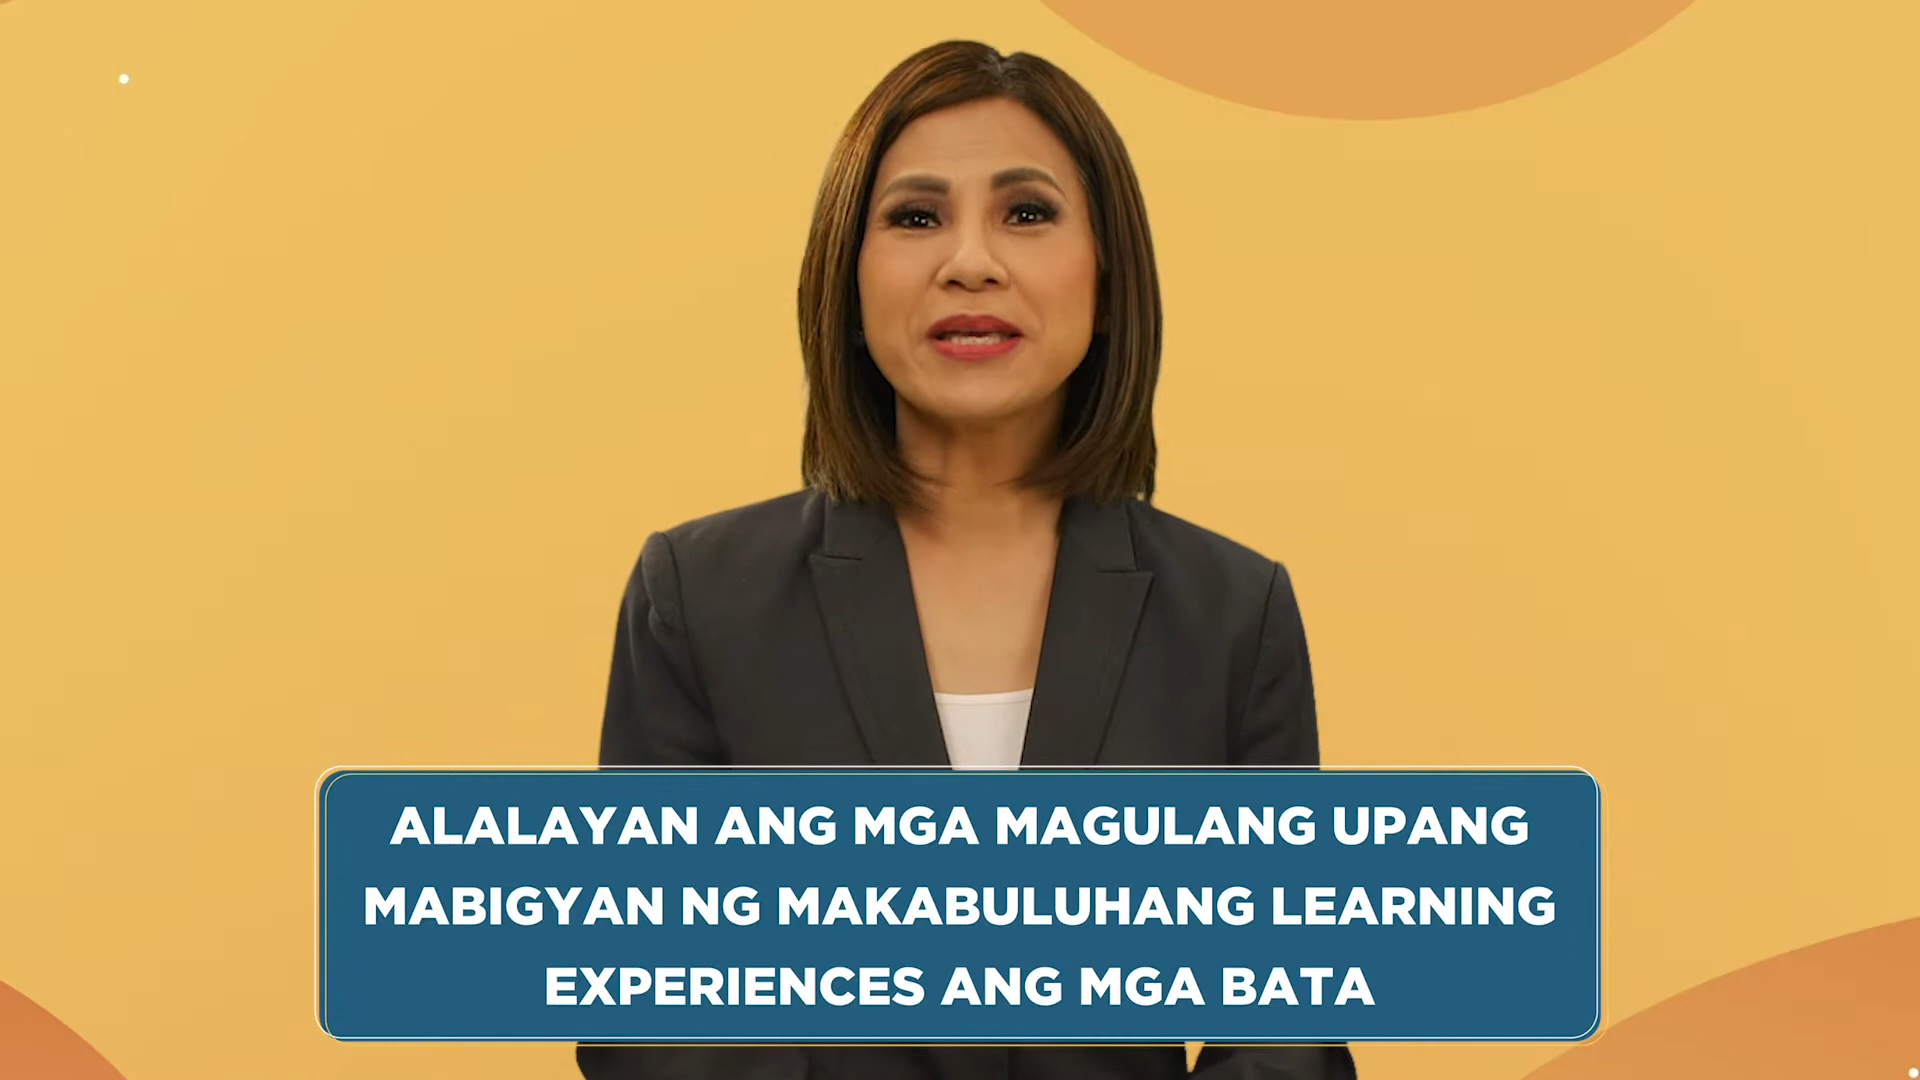 ALALAYAN ANG MGA MAGULANG UPANG
MABIGYAN NG MAKABULUHANG LEARNING
EXPERIENCES ANG MGA BATA